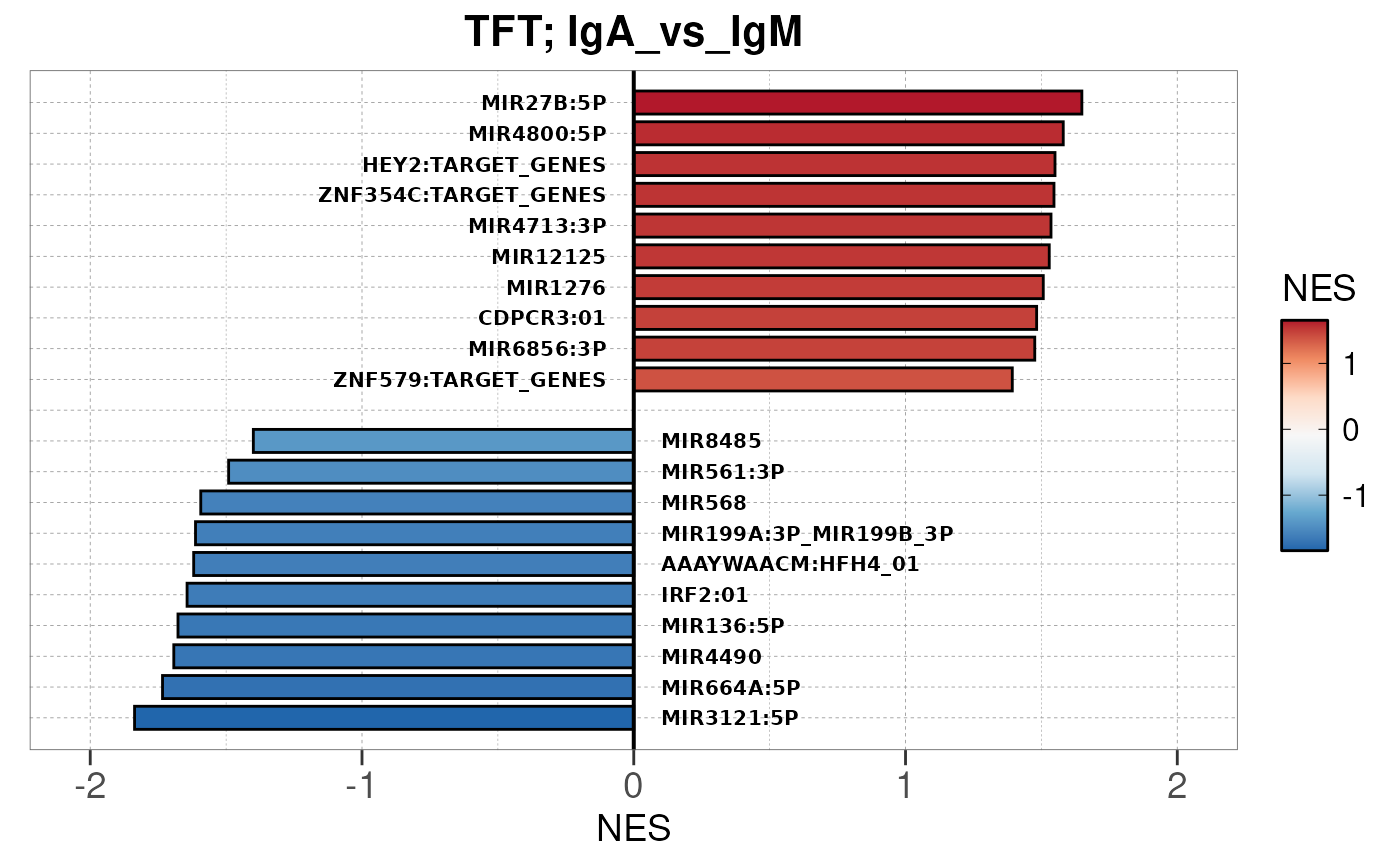 TFT; IgA_vs_IgM
MIR27B:5P
MIR4800:5P
HEY2:TARGET_GENES
ZNF354C:TARGET_GENES
MIR4713:3P
MIR12125
MIR1276
CDPCR3:01
MIR6856:3P
ZNF579:TARGET_GENES
MIR8485
MIR561:3P
MIR568
MIR199A:3P_MIR199B_3P
AAAYWAACM:HFH4_01
IRF2:01
MIR136:5P
MIR4490
MIR664A:5P
MIR3121:5P
-2 -1 0 1 2
NES
NES
1
0
-1